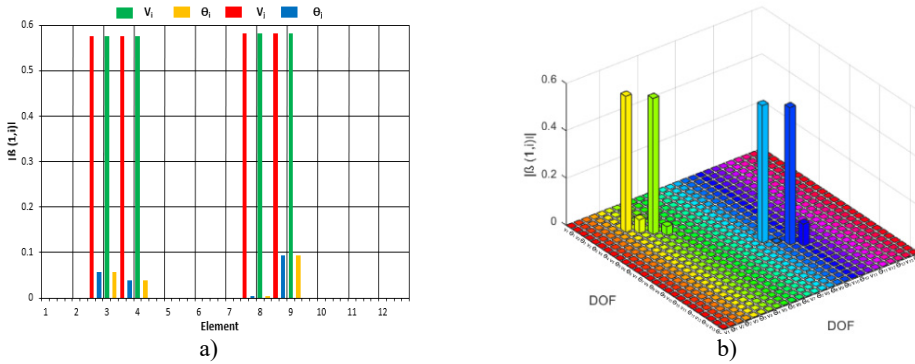 Vᵢ θᵢ Vⱼ θⱼ
0.6
0.5
0.4
0.3
0.2
0.1
0
|ß (1,i)|
1 2 3 4 5 6 7 8 9 10 11 12
Element
a)
0.6
0.4
0.2
0
|ß (1,i)|
DOF
DOF
b)